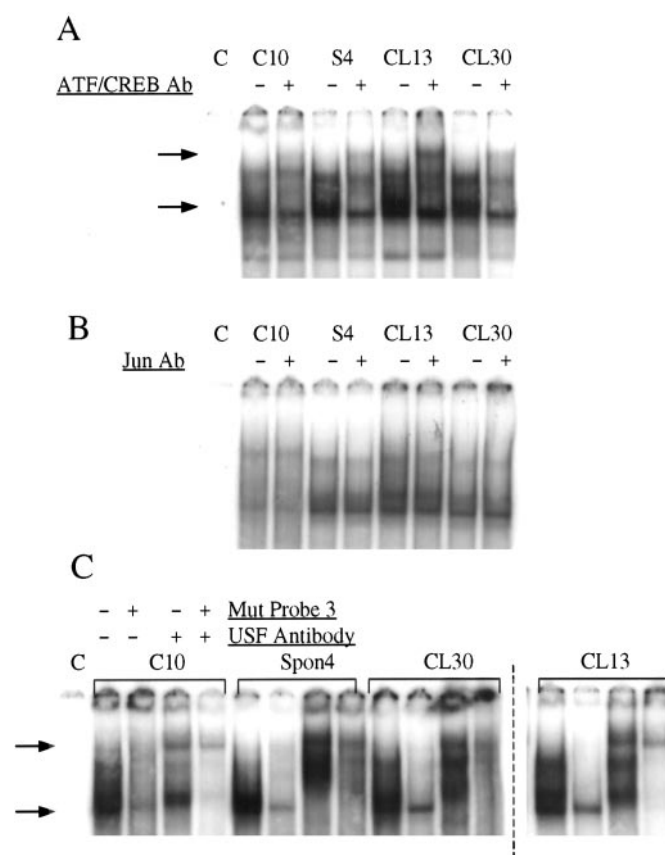 A
C C10 S4 CL13 CL30
ATF/CREB Ab - + - + - + - +
B
C C10 S4 CL13 CL30
Jun Ab - + - + - + - +
C
- + - + Mut Probe 3
- - + + USF Antibody
C C10 Spon4 CL30 CL13